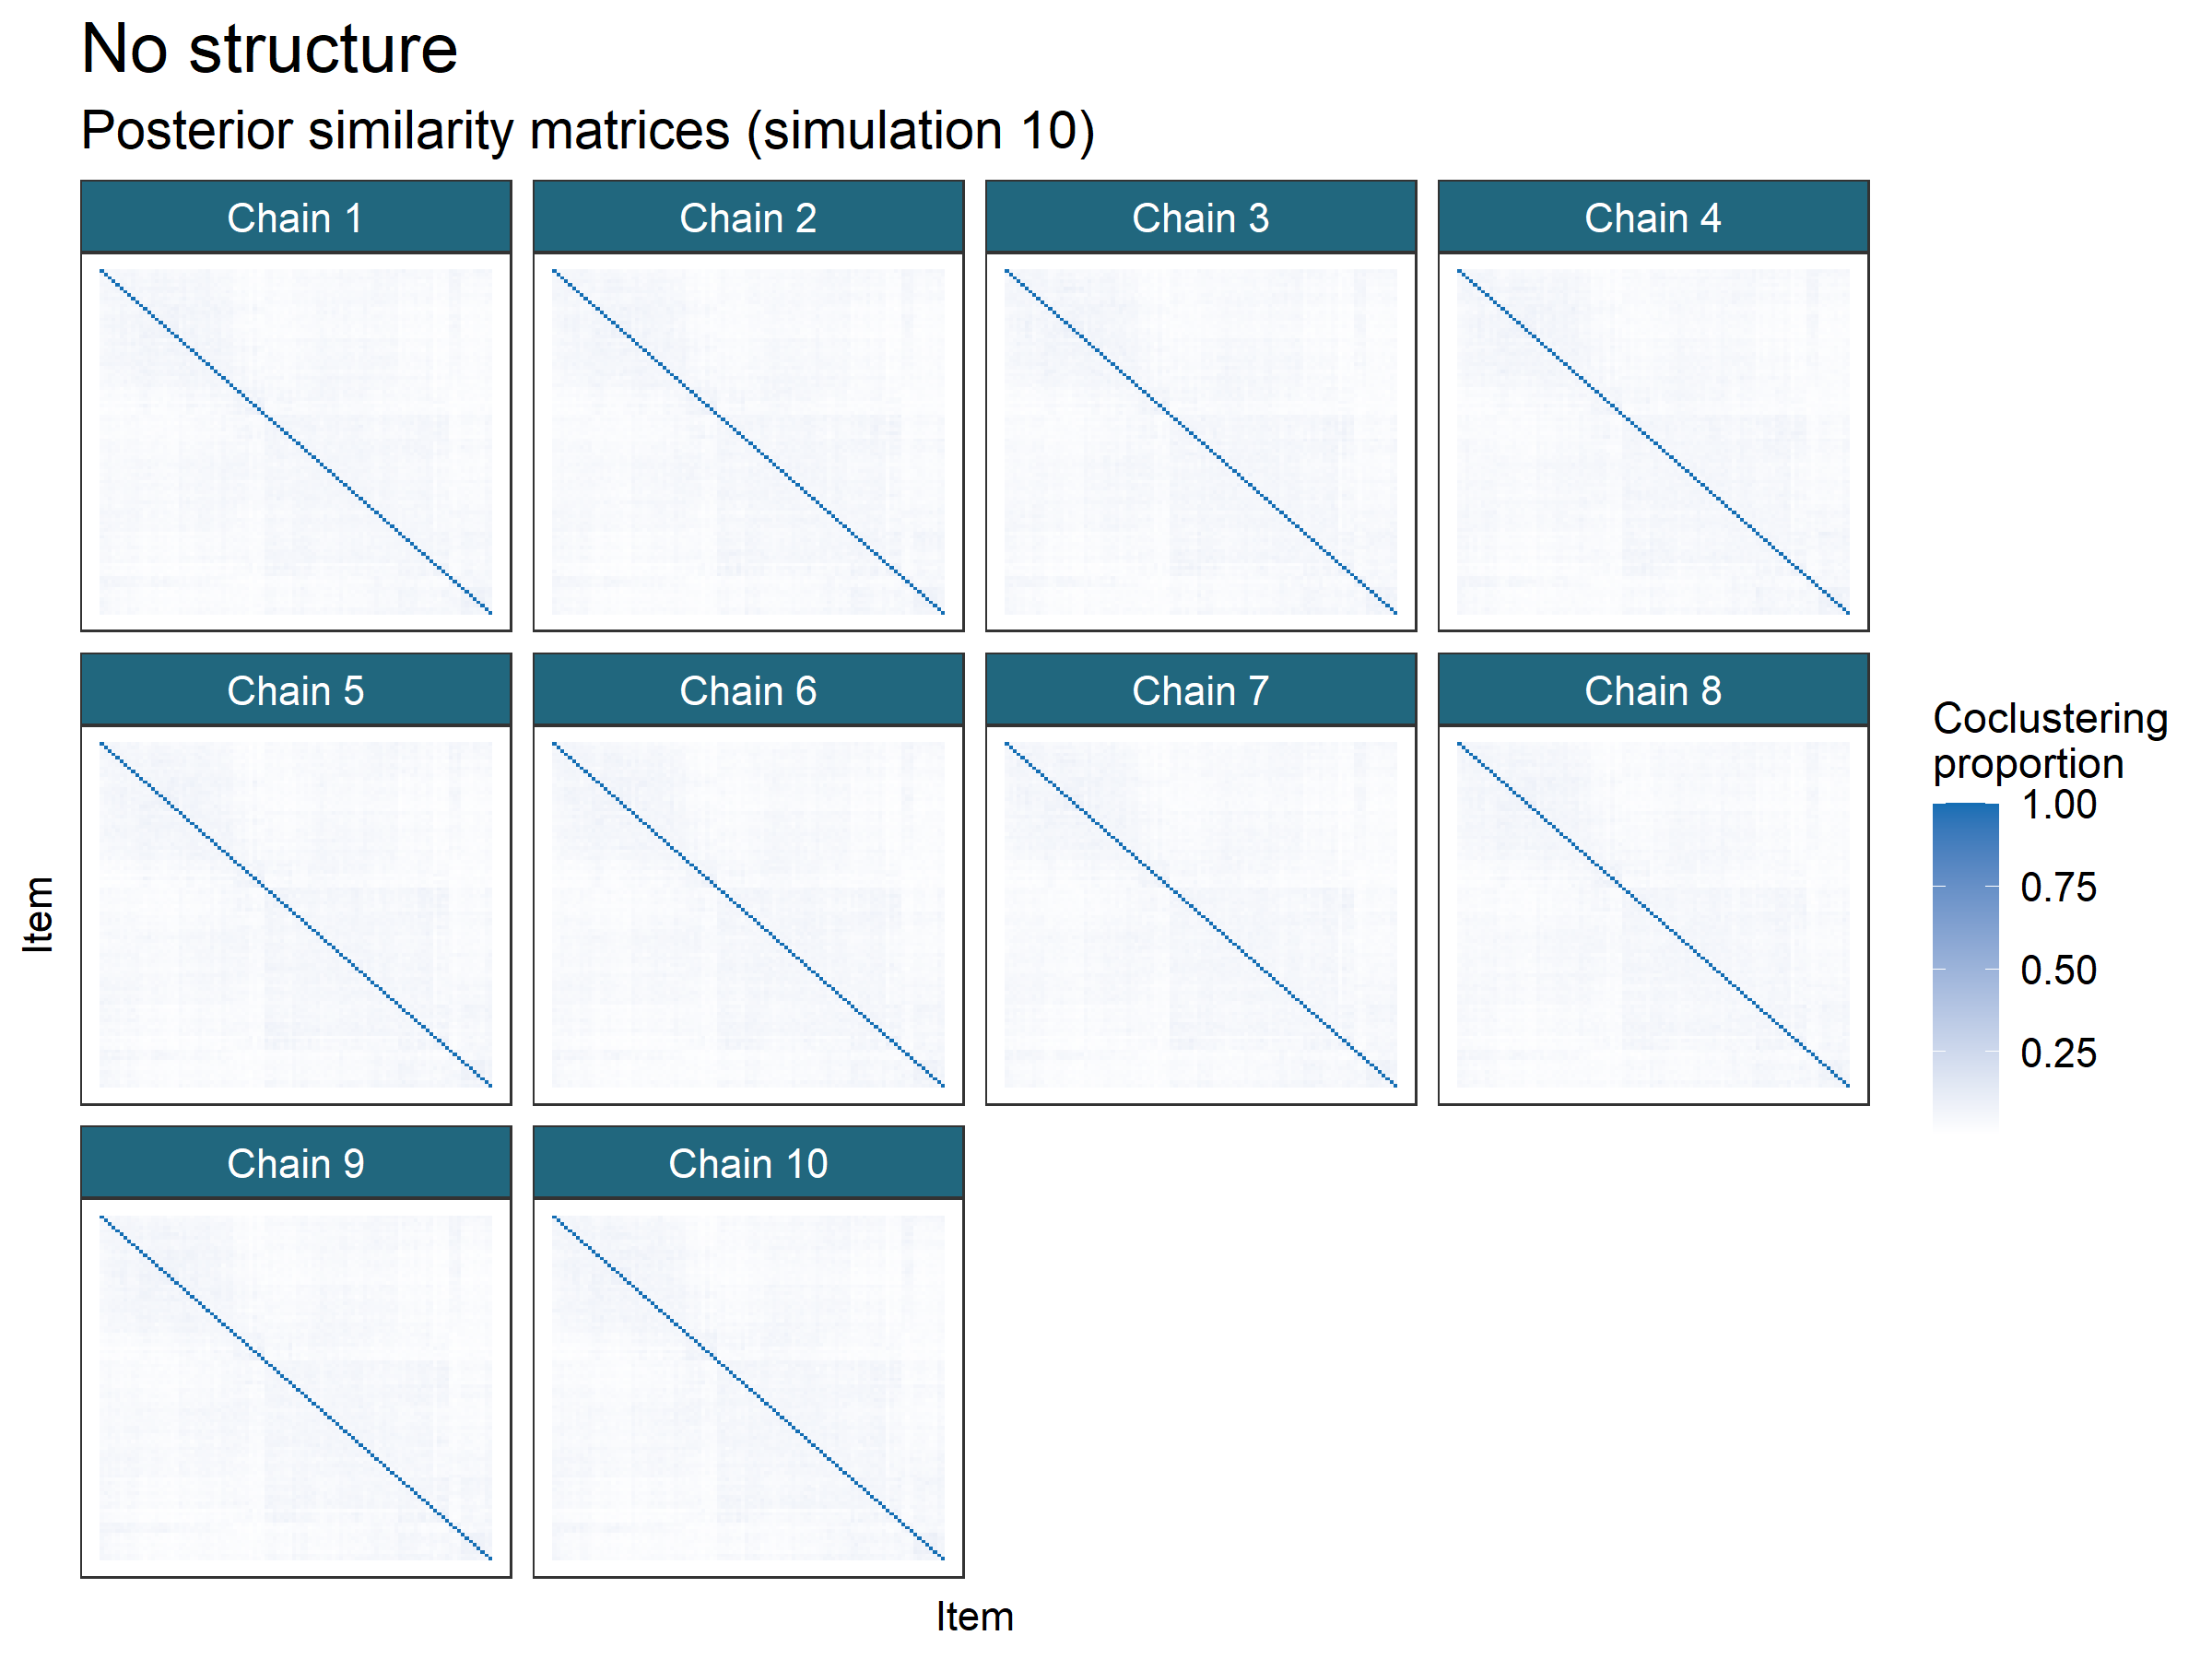 No structure
Posterior similarity matrices (simulation 10)
Chain 1
Chain 2
Chain 3
Chain 4
Chain 5
Chain 6
Chain 7
Chain 8
Chain 9
Chain 10
Item
Item
Coclustering
proportion
1.00
0.75
0.50
0.25